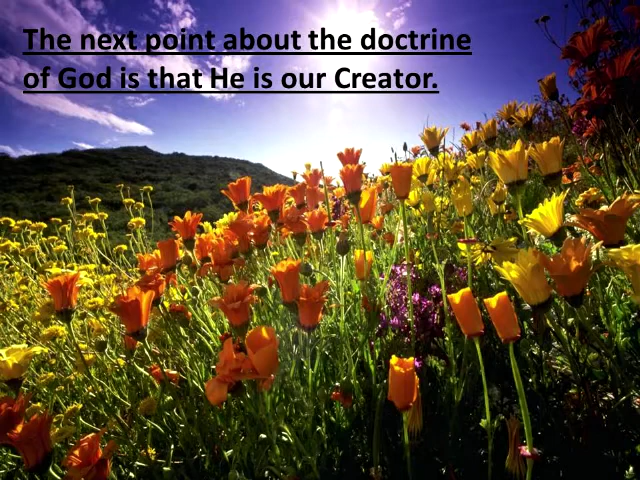 The next point about the doctrine
of God is that He is our Creator.